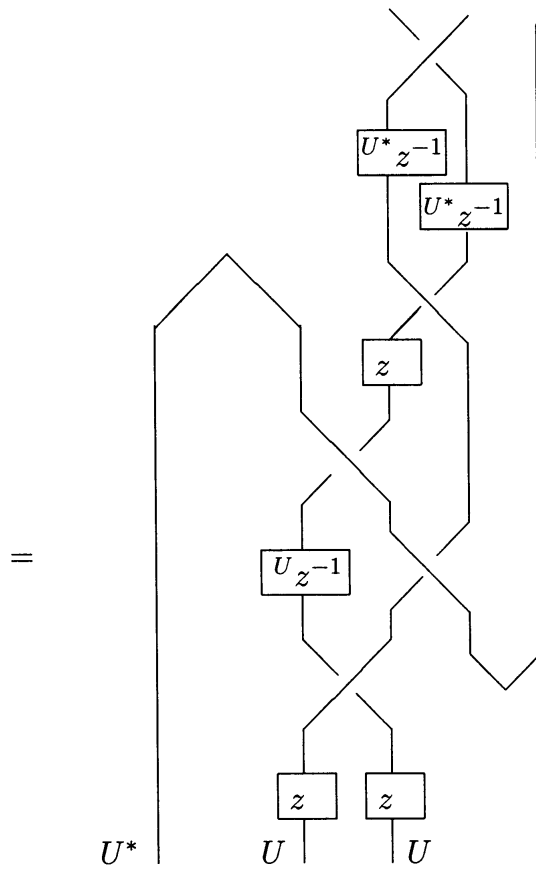 U* z⁻¹
U* z⁻¹
z
=
U z⁻¹
z z
U* U U